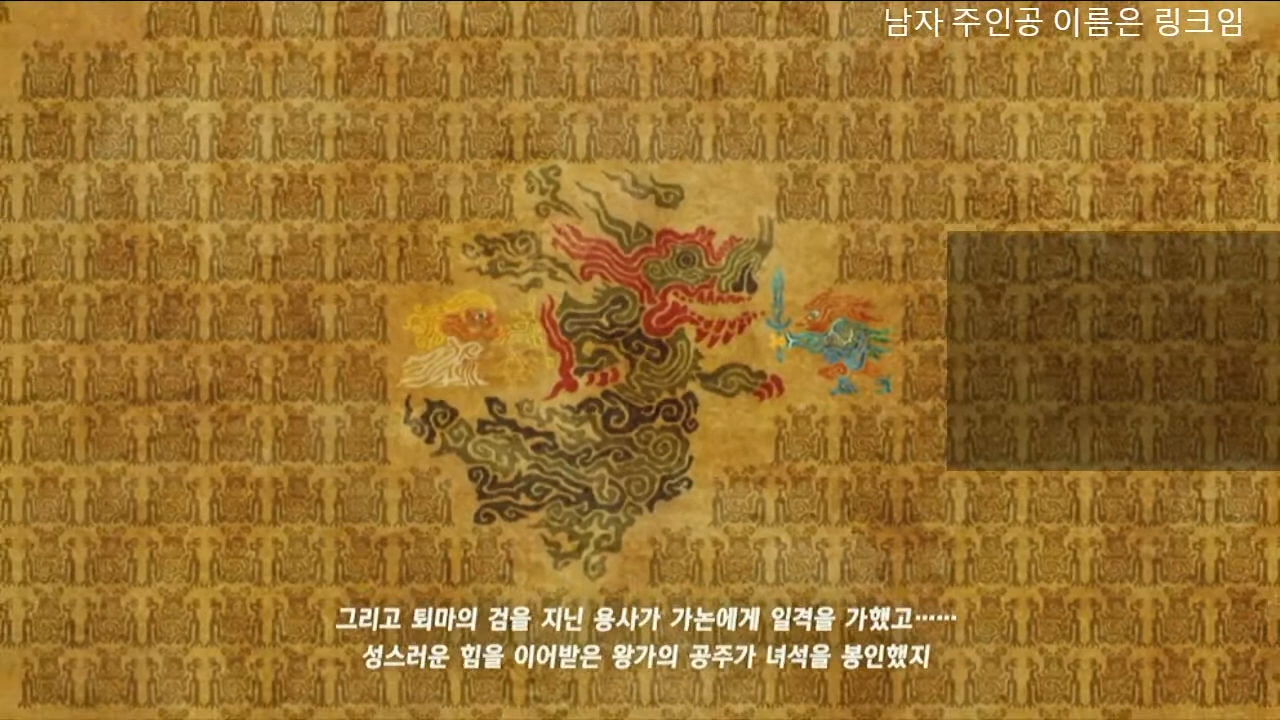 남자 주인공 이름은 링크임
그리고 퇴마의 검을 지닌 용사가 가논에게 일격을 가했고……
성스러운 힘을 이어받은 왕가의 공주가 녀석을 봉인했지